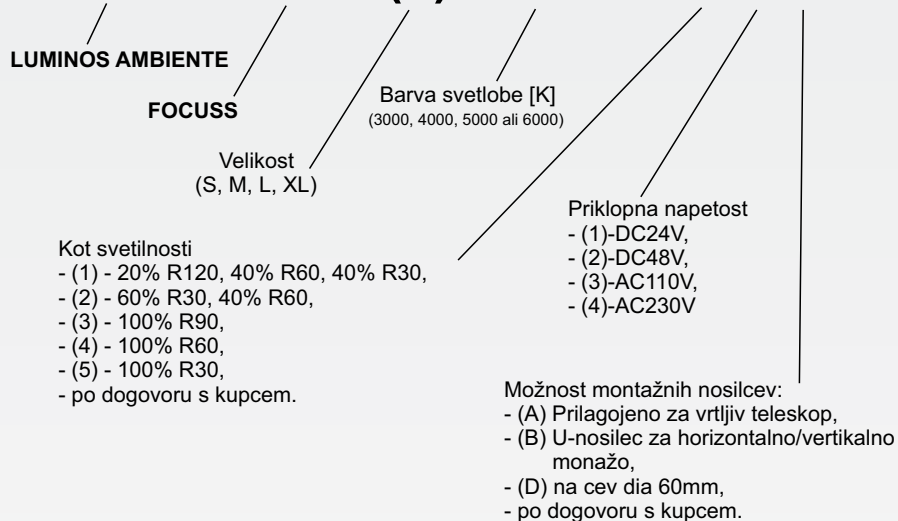 LUMINOS AMBIENTE
FOCUSS
Barva svetlobe [K]
(3000, 4000, 5000 ali 6000)
Velikost
(S, M, L, XL)
Kot svetilnosti
- (1) - 20% R120, 40% R60, 40% R30,
- (2) - 60% R30, 40% R60,
- (3) - 100% R90,
- (4) - 100% R60,
- (5) - 100% R30,
- po dogovoru s kupcem.
Priklopna napetost
- (1)-DC24V,
- (2)-DC48V,
- (3)-AC110V,
- (4)-AC230V
Možnost montažnih nosilcev:
- (A) Prilagojeno za vrtljiv teleskop,
- (B) U-nosilec za horizontalno/vertikalno
monažo,
- (D) na cev dia 60mm,
- po dogovoru s kupcem.